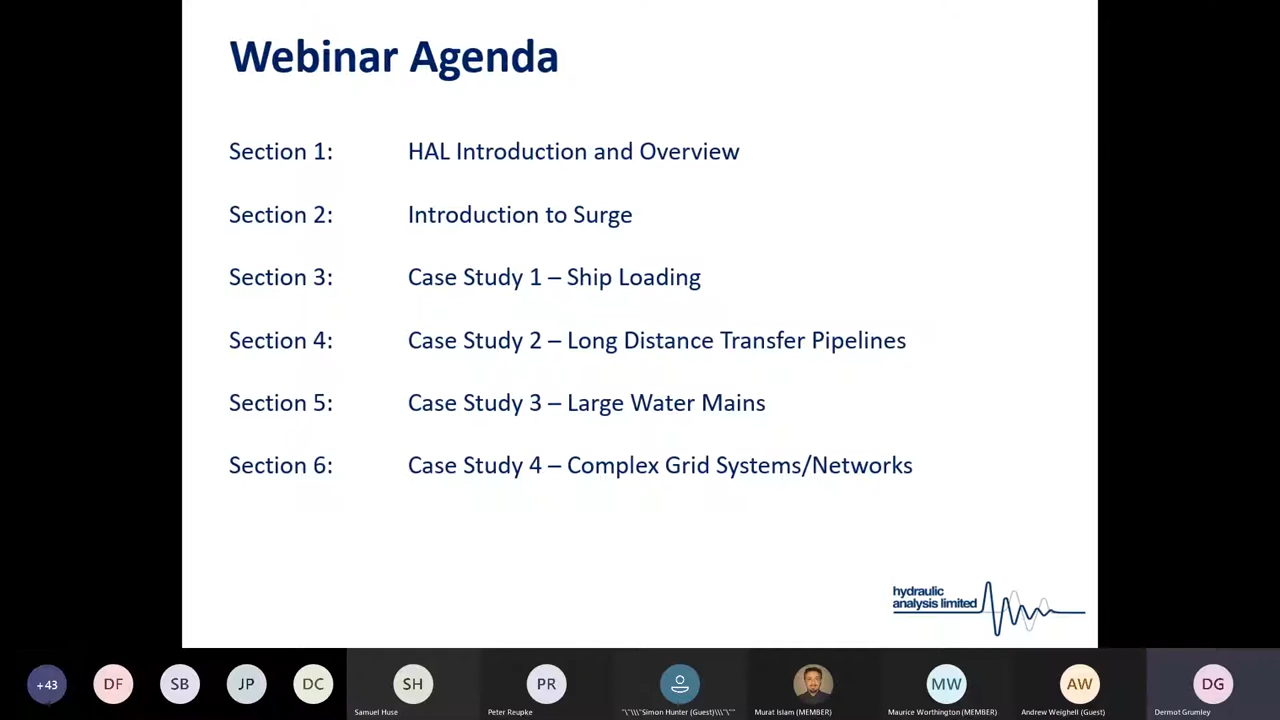 Webinar Agenda
Section 1: HAL Introduction and Overview
Section 2: Introduction to Surge
Section 3: Case Study 1 – Ship Loading
Section 4: Case Study 2 – Long Distance Transfer Pipelines
Section 5: Case Study 3 – Large Water Mains
Section 6: Case Study 4 – Complex Grid Systems/Networks
hydraulic
analysis limited
+43 DF SB JP DC SH PR MW AW DG
Samuel Huse Peter Reupke "\"\\\"Simon Hunter (Guest)\\\"\"" Murat Islam (MEMBER) Maurice Worthington (MEMBER) Andrew Weighell (Guest) Dermot Grumley